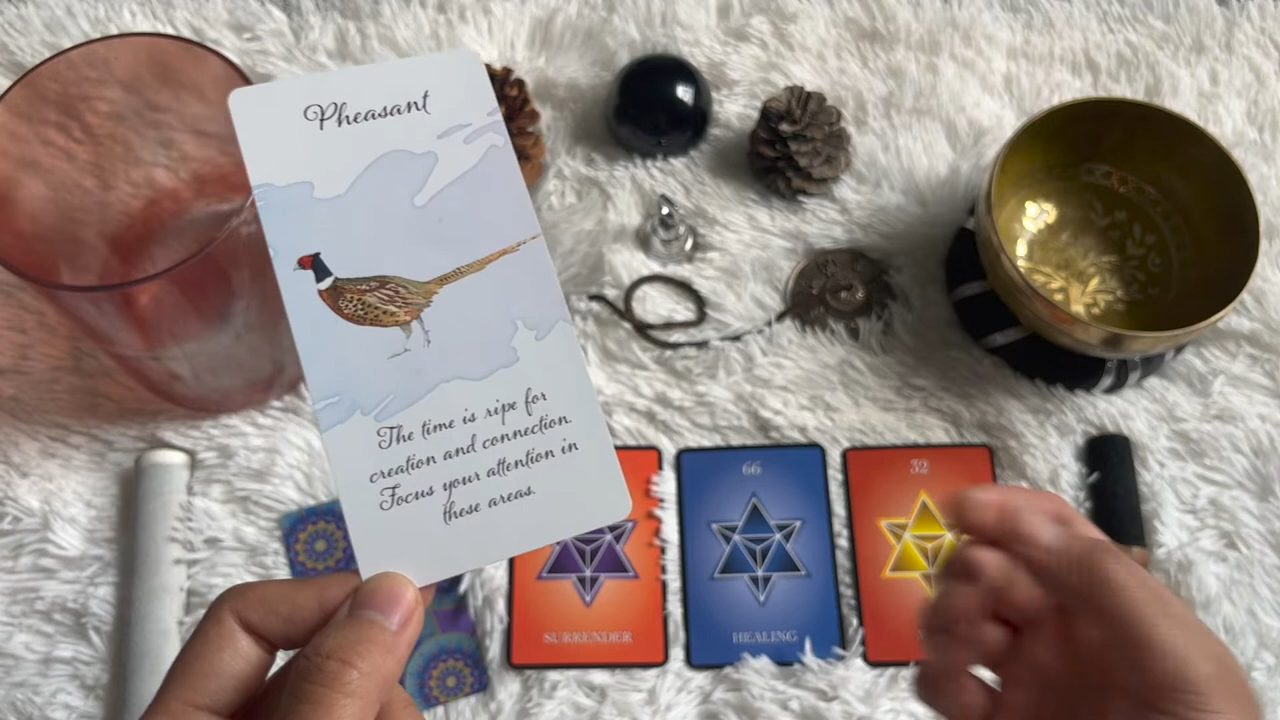 Pheasant
The time is ripe for
creation and connection.
Focus your attention in
these areas.
66
32
SURRENDER
HEALING